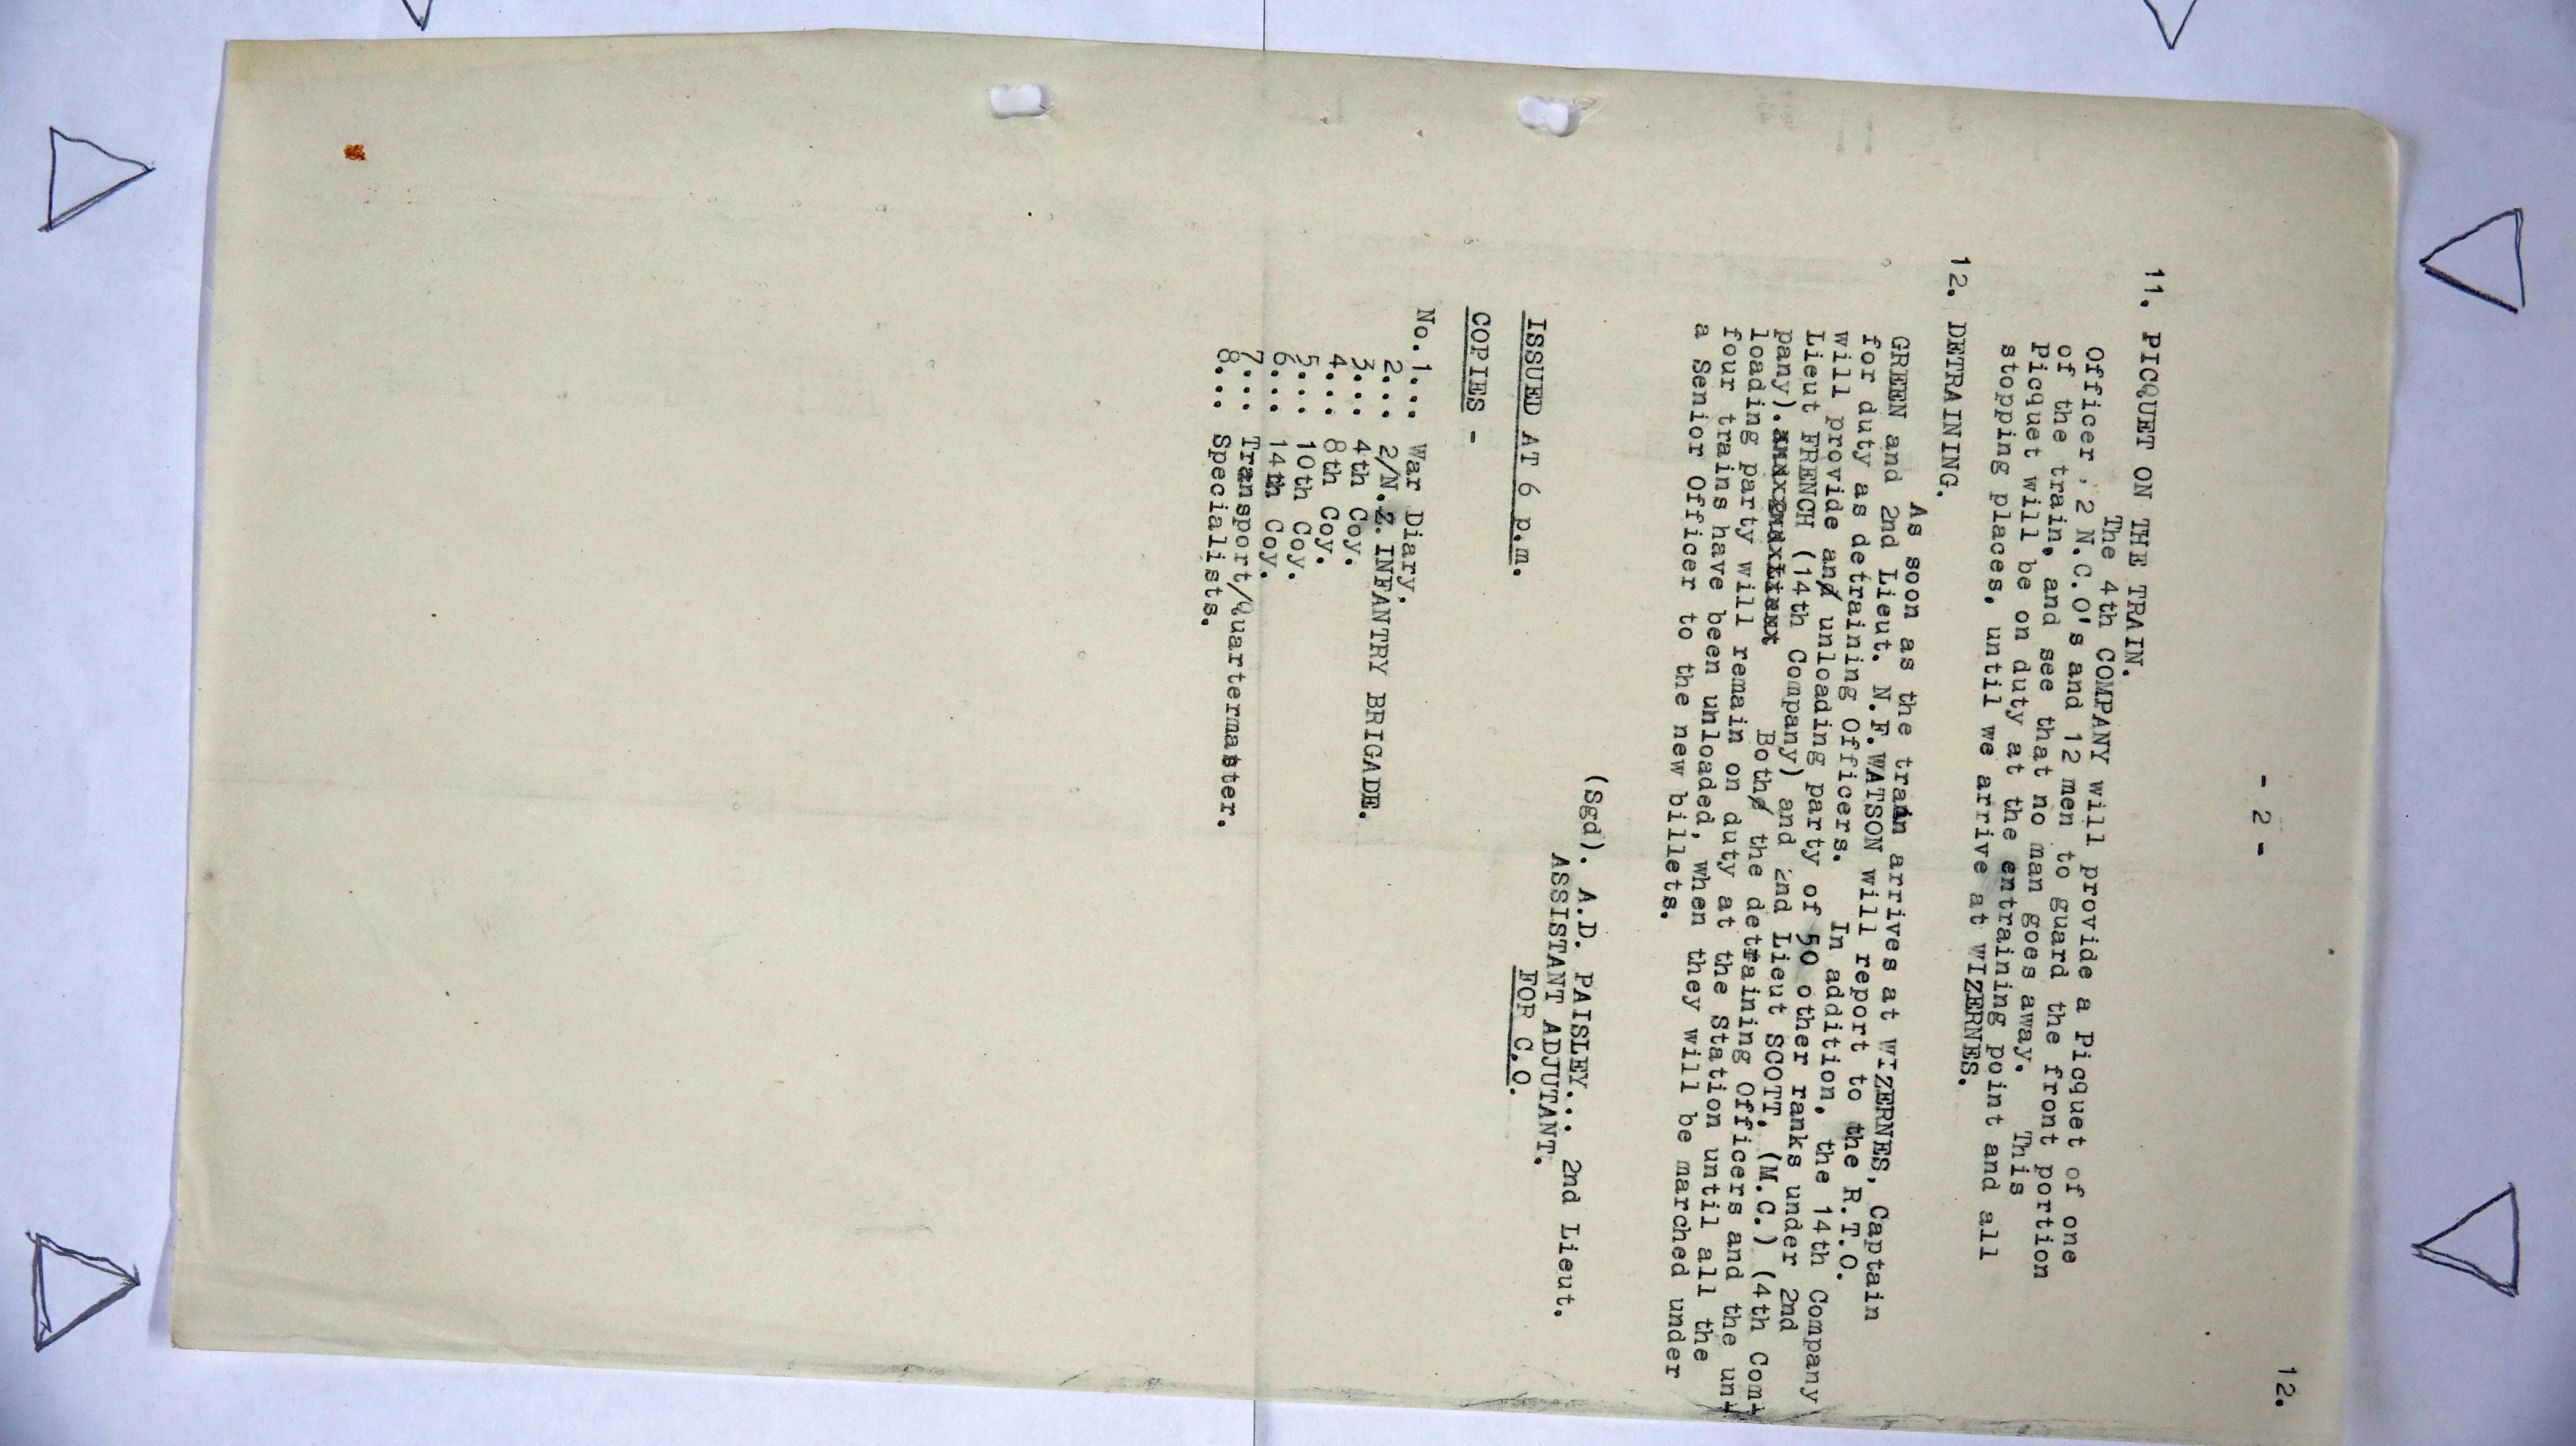 12.
- 2 -
11. PICQUET ON THE TRAIN.
The 4th COMPANY will provide a Picquet of one
Officer, 2 N.C.O's and 12 men to guard the front portion
of the train, and see that no man goes away. This
Picquet will be on duty at the entraining point and all
stopping places, until we arrive at WIZERNES.
12. DETRAINING.
As soon as the train arrives at WIZERNES, Captain
GREEN and 2nd Lieut. N.F.WATSON will report to the R.T.O.
for duty as detraining Officers. In addition, the 14th Company
will provide an unloading party of 50 other ranks under 2nd
Lieut FRENCH (14th Company) and 2nd Lieut SCOTT, (M.C.) (4th Com-
pany). Both the detraining Officers and the un-
loading party will remain on duty at the Station until all the
four trains have been unloaded, when they will be marched under
a Senior Officer to the new billets.
(Sgd). A.D. PAISLEY... 2nd Lieut.
ASSISTANT ADJUTANT.
FOR C.O.
ISSUED AT 6 p.m.
COPIES -
No. 1... War Diary.
2.... 2/N.Z. INFANTRY BRIGADE.
3.... 4th Coy.
4.... 8th Coy.
5.... 10th Coy.
6.... 14th Coy.
7.... Transport/Quartermaster.
8.... Specialists.